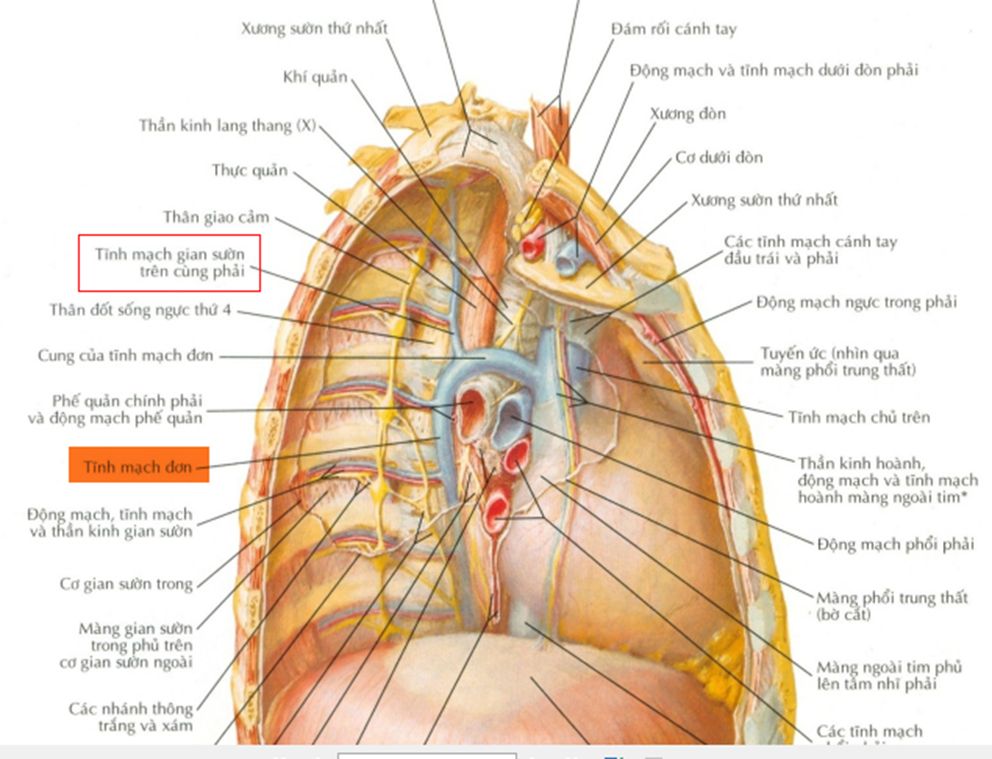 Xương sườn thứ nhất
Khí quản
Thần kinh lang thang (X)
Thực quản
Thân giao cảm
Tĩnh mạch gian sườn
trên cùng phải
Thân đốt sống ngực thứ 4
Cung của tĩnh mạch đơn
Phế quản chính phải
và động mạch phế quản
Tĩnh mạch đơn
Động mạch, tĩnh mạch
và thần kinh gian sườn
Cơ gian sườn trong
Màng gian sườn
trong phủ trên
cơ gian sườn ngoài
Các nhánh thông
trắng và xám
Đám rối cánh tay
Động mạch và tĩnh mạch dưới đòn phải
Xương đòn
Cơ dưới đòn
Xương sườn thứ nhất
Các tĩnh mạch cánh tay
đầu trái và phải
Động mạch ngực trong phải
Tuyến ức (nhìn qua
màng phổi trung thất)
Tĩnh mạch chủ trên
Thần kinh hoành,
động mạch và tĩnh mạch
hoành màng ngoài tim*
Động mạch phổi phải
Màng phổi trung thất
(bờ cắt)
Màng ngoài tim phủ
lên tâm nhĩ phải
Các tĩnh mạch